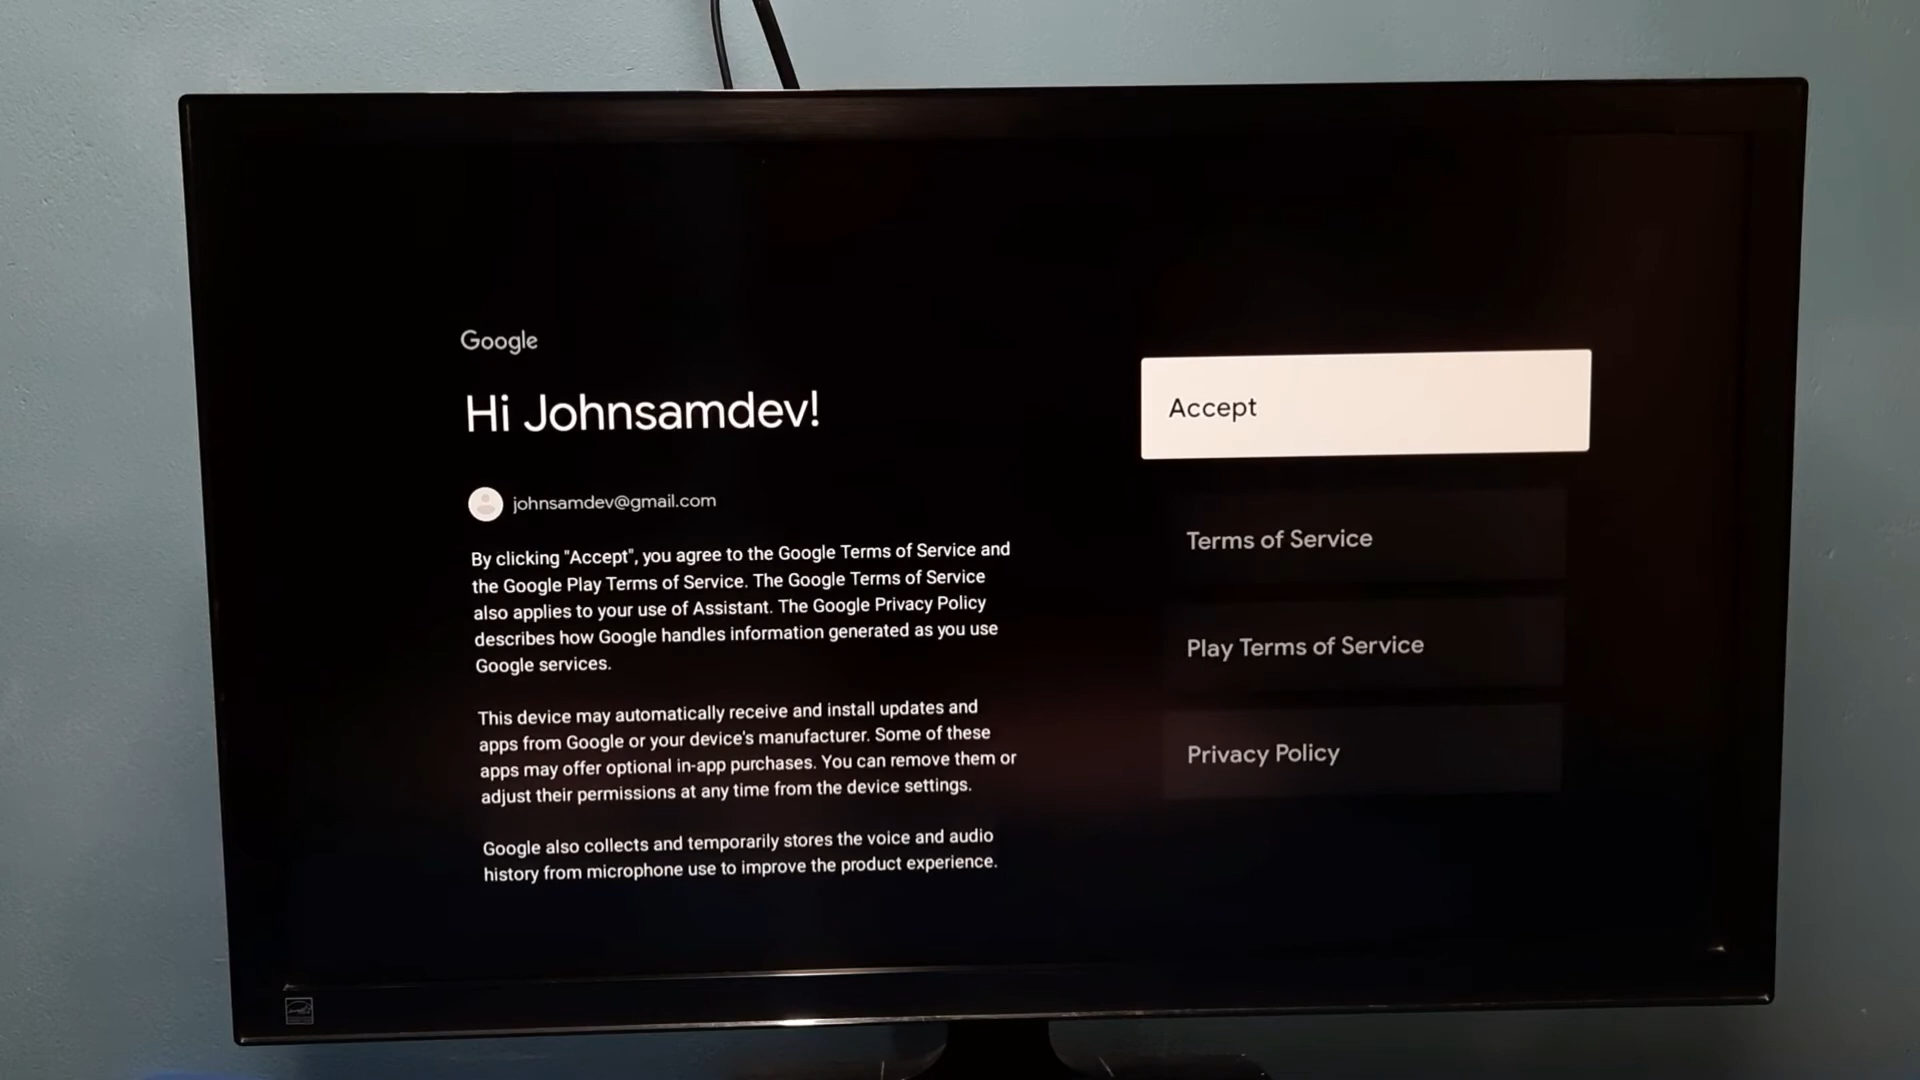 Google
Hi Johnsamdev!
johnsamdev@gmail.com
By clicking "Accept", you agree to the Google Terms of Service and
the Google Play Terms of Service. The Google Terms of Service
also applies to your use of Assistant. The Google Privacy Policy
describes how Google handles information generated as you use
Google services.
This device may automatically receive and install updates and
apps from Google or your device's manufacturer. Some of these
apps may offer optional in-app purchases. You can remove them or
adjust their permissions at any time from the device settings.
Google also collects and temporarily stores the voice and audio
history from microphone use to improve the product experience.
Accept
Terms of Service
Play Terms of Service
Privacy Policy